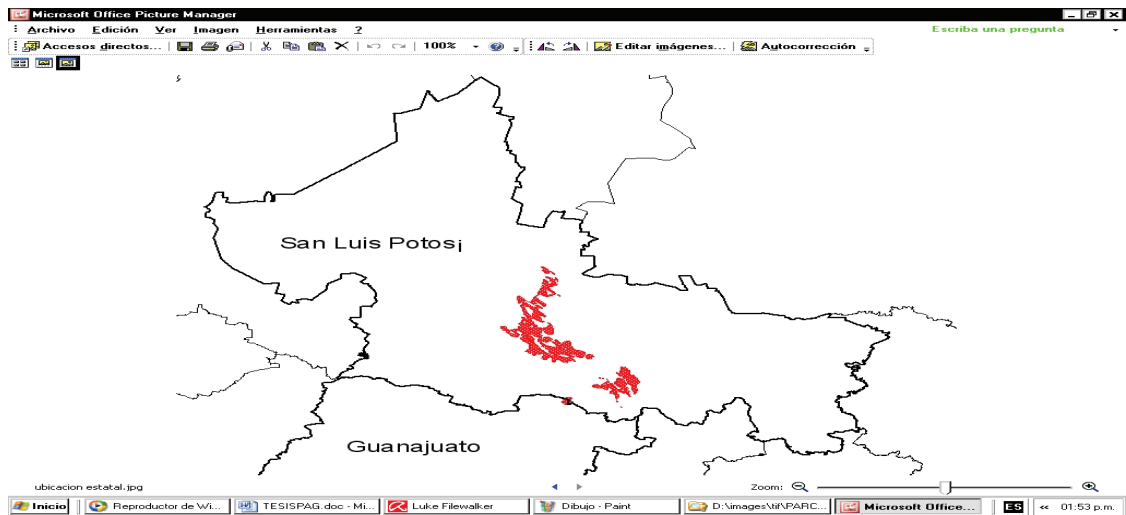 Microsoft Office Picture Manager
Archivo Edición Ver Imagen Herramientas ? Escriba una pregunta
Accesos directos... 100% Editar imágenes... Autocorrección
San Luis Potos¡
Guanajuato
ubicacion estatal.jpg Zoom:
Inicio Reproductor de Wi... TESISPAG.doc - Mi... Luke Filewalker Dibujo - Paint D:\images\tif\PARC... Microsoft Office... ES << 01:53 p.m.